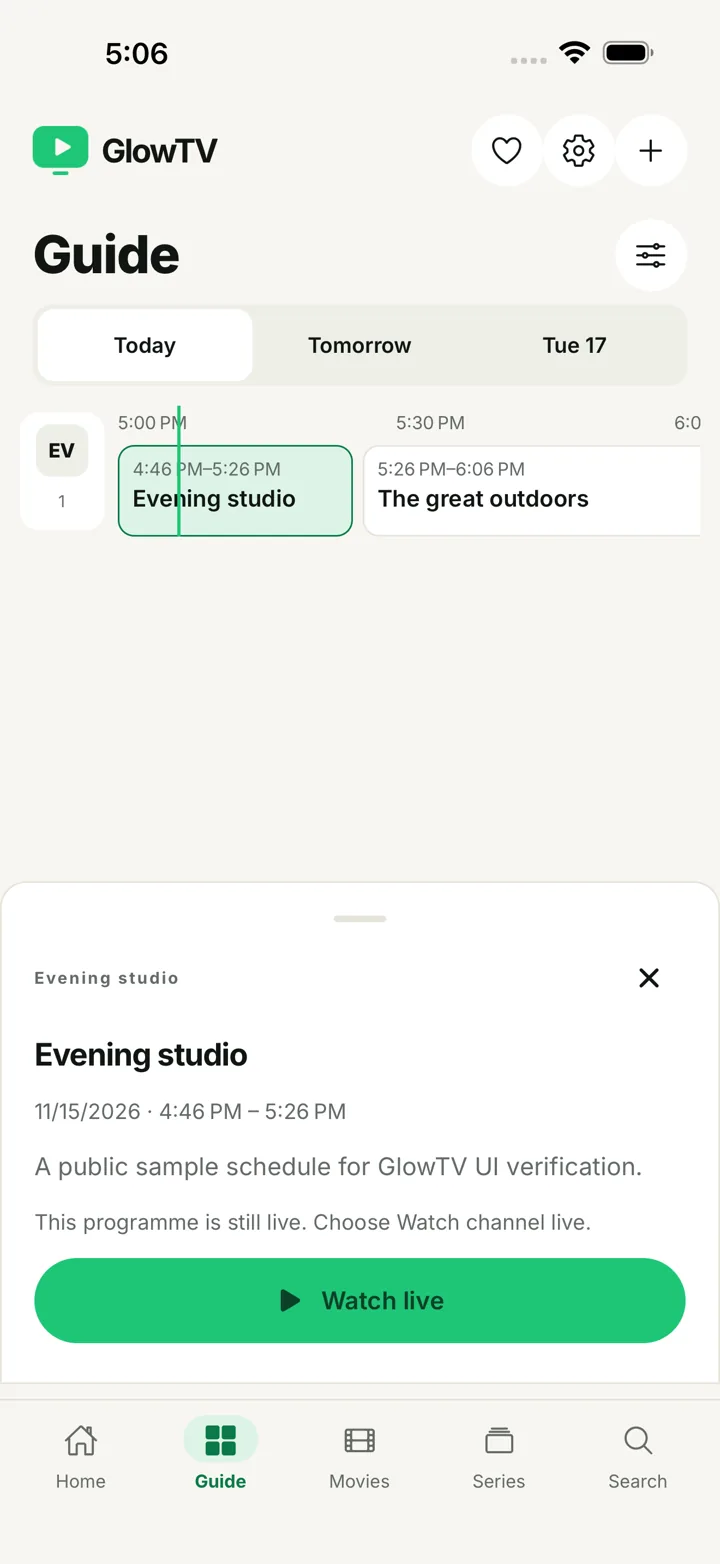 5:06
GlowTV
Guide
Today Tomorrow Tue 17
5:00 PM 5:30 PM 6:0
EV
1
4:46 PM–5:26 PM
Evening studio
5:26 PM–6:06 PM
The great outdoors
Evening studio
Evening studio
11/15/2026 · 4:46 PM – 5:26 PM
A public sample schedule for GlowTV UI verification.
This programme is still live. Choose Watch channel live.
Watch live
Home Guide Movies Series Search